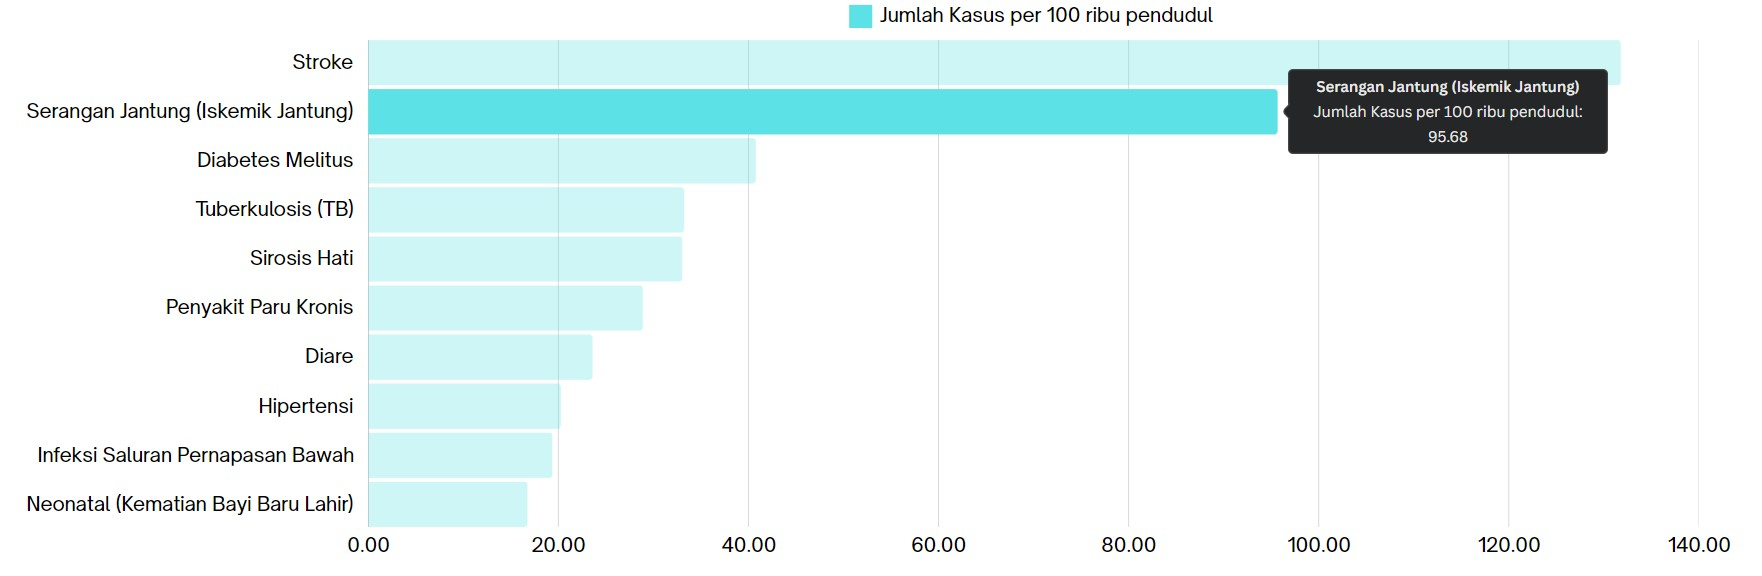 Jumlah Kasus per 100 ribu pendudul
Stroke
Serangan Jantung (Iskemik Jantung)
Serangan Jantung (Iskemik Jantung)
Jumlah Kasus per 100 ribu pendudul:
95.68
Diabetes Melitus
Tuberkulosis (TB)
Sirosis Hati
Penyakit Paru Kronis
Diare
Hipertensi
Infeksi Saluran Pernapasan Bawah
Neonatal (Kematian Bayi Baru Lahir)
0.00 20.00 40.00 60.00 80.00 100.00 120.00 140.00